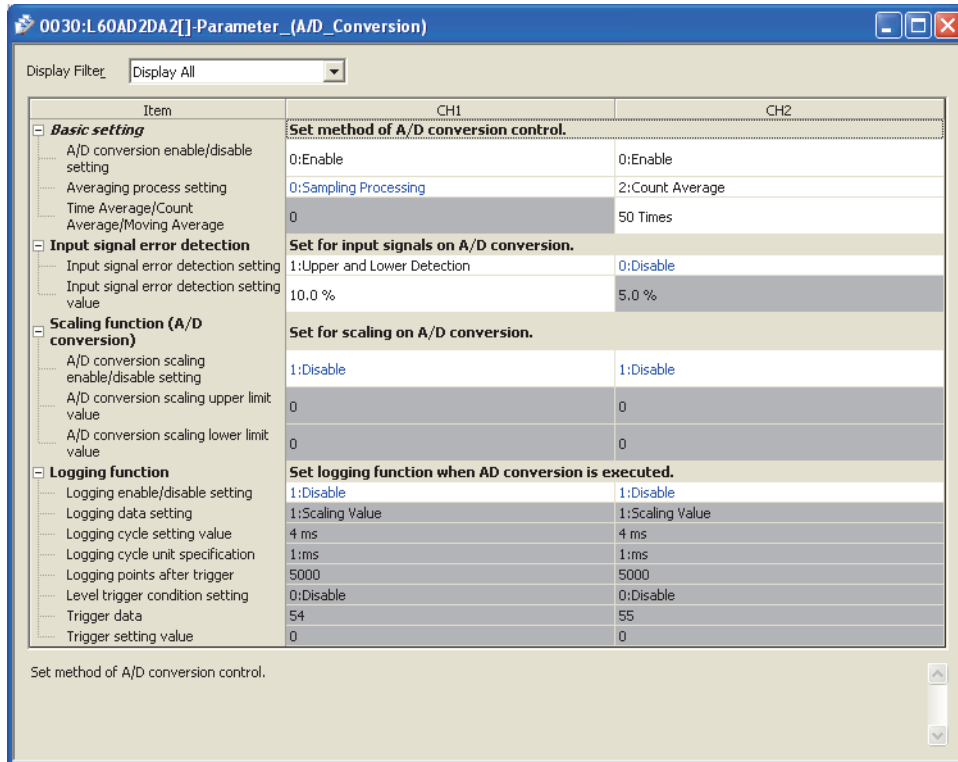 0030:L60AD2DA2[]-Parameter_(A/D_Conversion)
Display Filter Display All
Item CH1 CH2
Basic setting Set method of A/D conversion control.
A/D conversion enable/disable
setting 0:Enable 0:Enable
Averaging process setting 0:Sampling Processing 2:Count Average
Time Average/Count
Average/Moving Average 0 50 Times
Input signal error detection Set for input signals on A/D conversion.
Input signal error detection setting 1:Upper and Lower Detection 0:Disable
Input signal error detection setting
value 10.0 % 5.0 %
Scaling function (A/D
conversion) Set for scaling on A/D conversion.
A/D conversion scaling
enable/disable setting 1:Disable 1:Disable
A/D conversion scaling upper limit
value 0 0
A/D conversion scaling lower limit
value 0 0
Logging function Set logging function when AD conversion is executed.
Logging enable/disable setting 1:Disable 1:Disable
Logging data setting 1:Scaling Value 1:Scaling Value
Logging cycle setting value 4 ms 4 ms
Logging cycle unit specification 1:ms 1:ms
Logging points after trigger 5000 5000
Level trigger condition setting 0:Disable 0:Disable
Trigger data 54 55
Trigger setting value 0 0
Set method of A/D conversion control.